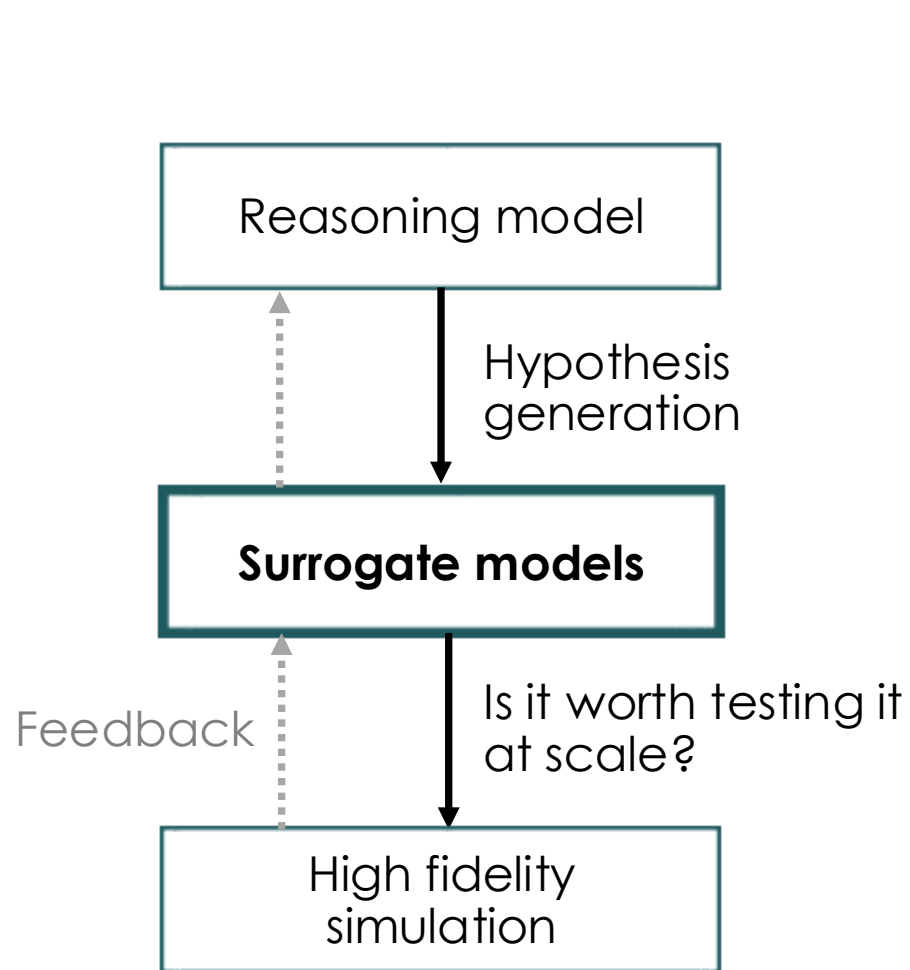 Reasoning model
Hypothesis
generation
Surrogate models
Feedback
Is it worth testing it
at scale?
High fidelity
simulation